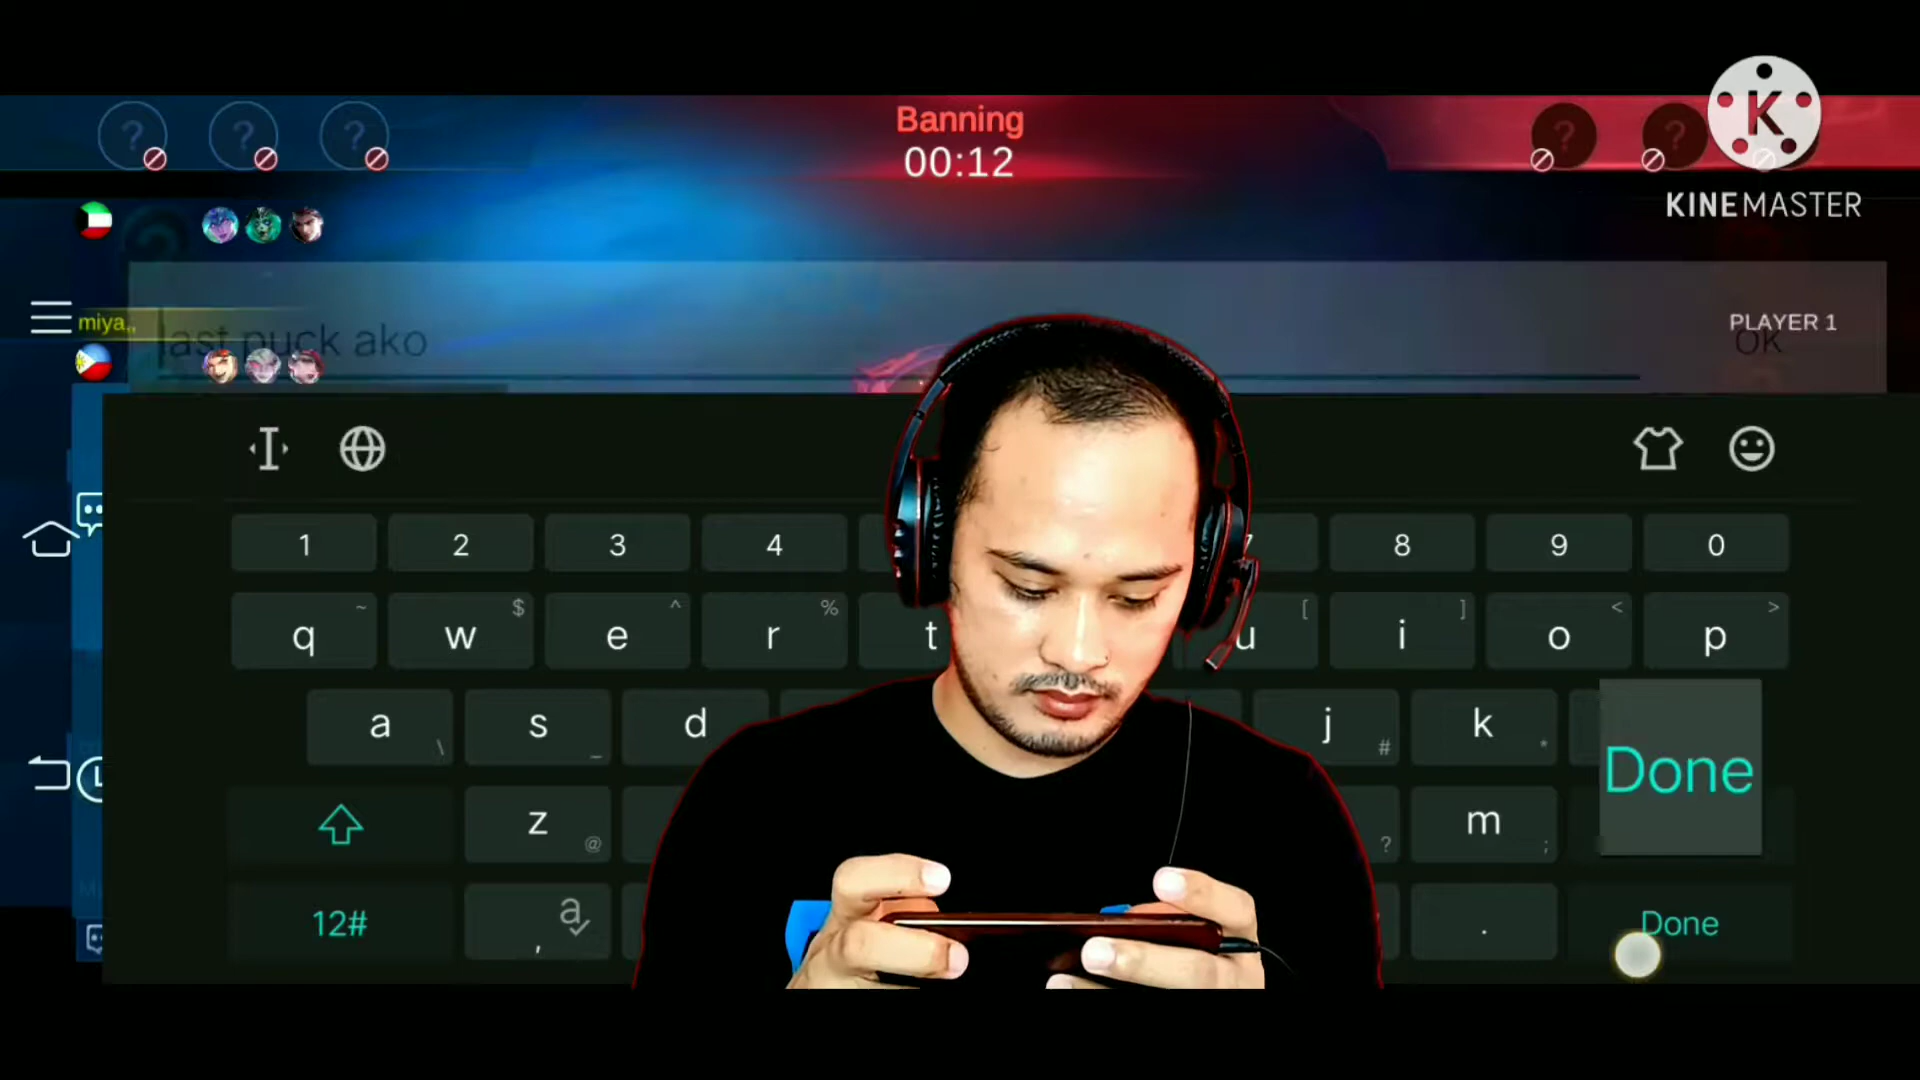 Banning
00:12
KINEMASTER
miya,,
last puck ako
PLAYER 1
OK
1 2 3 4 7 8 9 0
~ $ ^ % [ ] < >
q w e r t u i o p
a s d j k
\ _ # *
Done
z m
@ ? ;
12# , a . Done